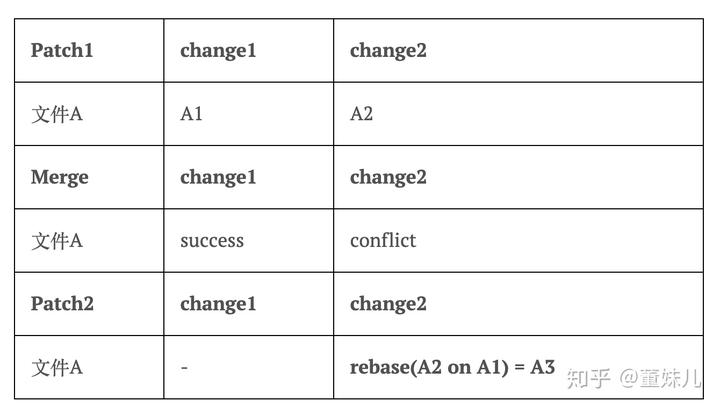 Patch1 change1 change2
文件A A1 A2
Merge change1 change2
文件A success conflict
Patch2 change1 change2
文件A - rebase(A2 on A1) = A3
知乎 @董妹儿